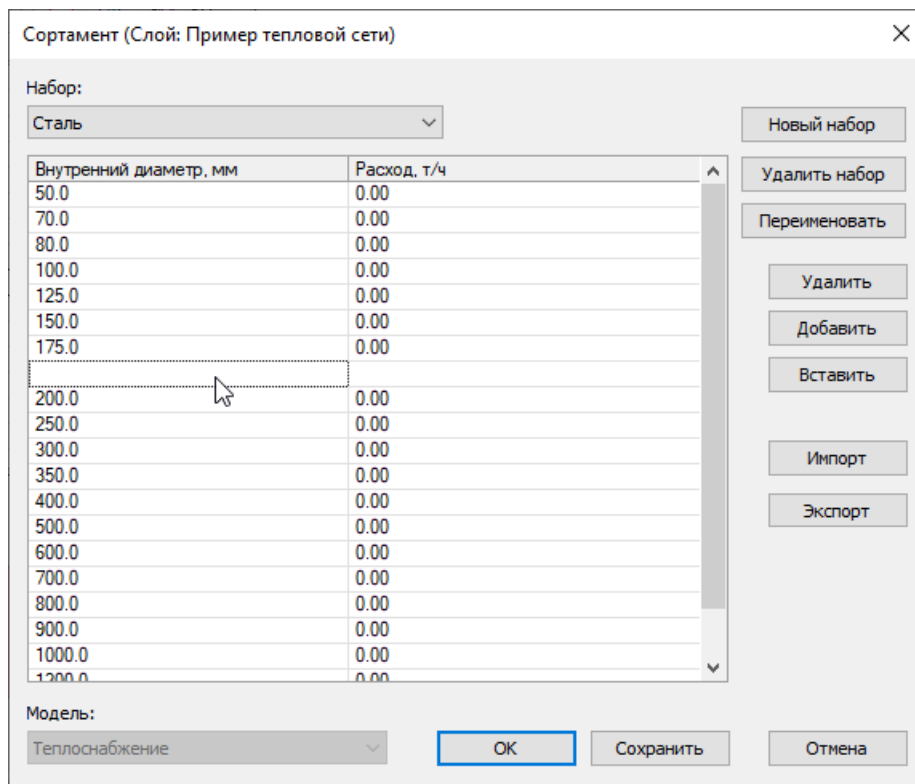 Сортамент (Слой: Пример тепловой сети)
Набор:
Сталь
Новый набор
Внутренний диаметр, мм Расход, т/ч
Удалить набор
50.0 0.00
70.0 0.00
Переименовать
80.0 0.00
100.0 0.00
Удалить
125.0 0.00
150.0 0.00
Добавить
175.0 0.00
Вставить
200.0 0.00
250.0 0.00
300.0 0.00
Импорт
350.0 0.00
400.0 0.00
Экспорт
500.0 0.00
600.0 0.00
700.0 0.00
800.0 0.00
900.0 0.00
1000.0 0.00
1200.0 0.00
Модель:
Теплоснабжение
ОК
Сохранить
Отмена